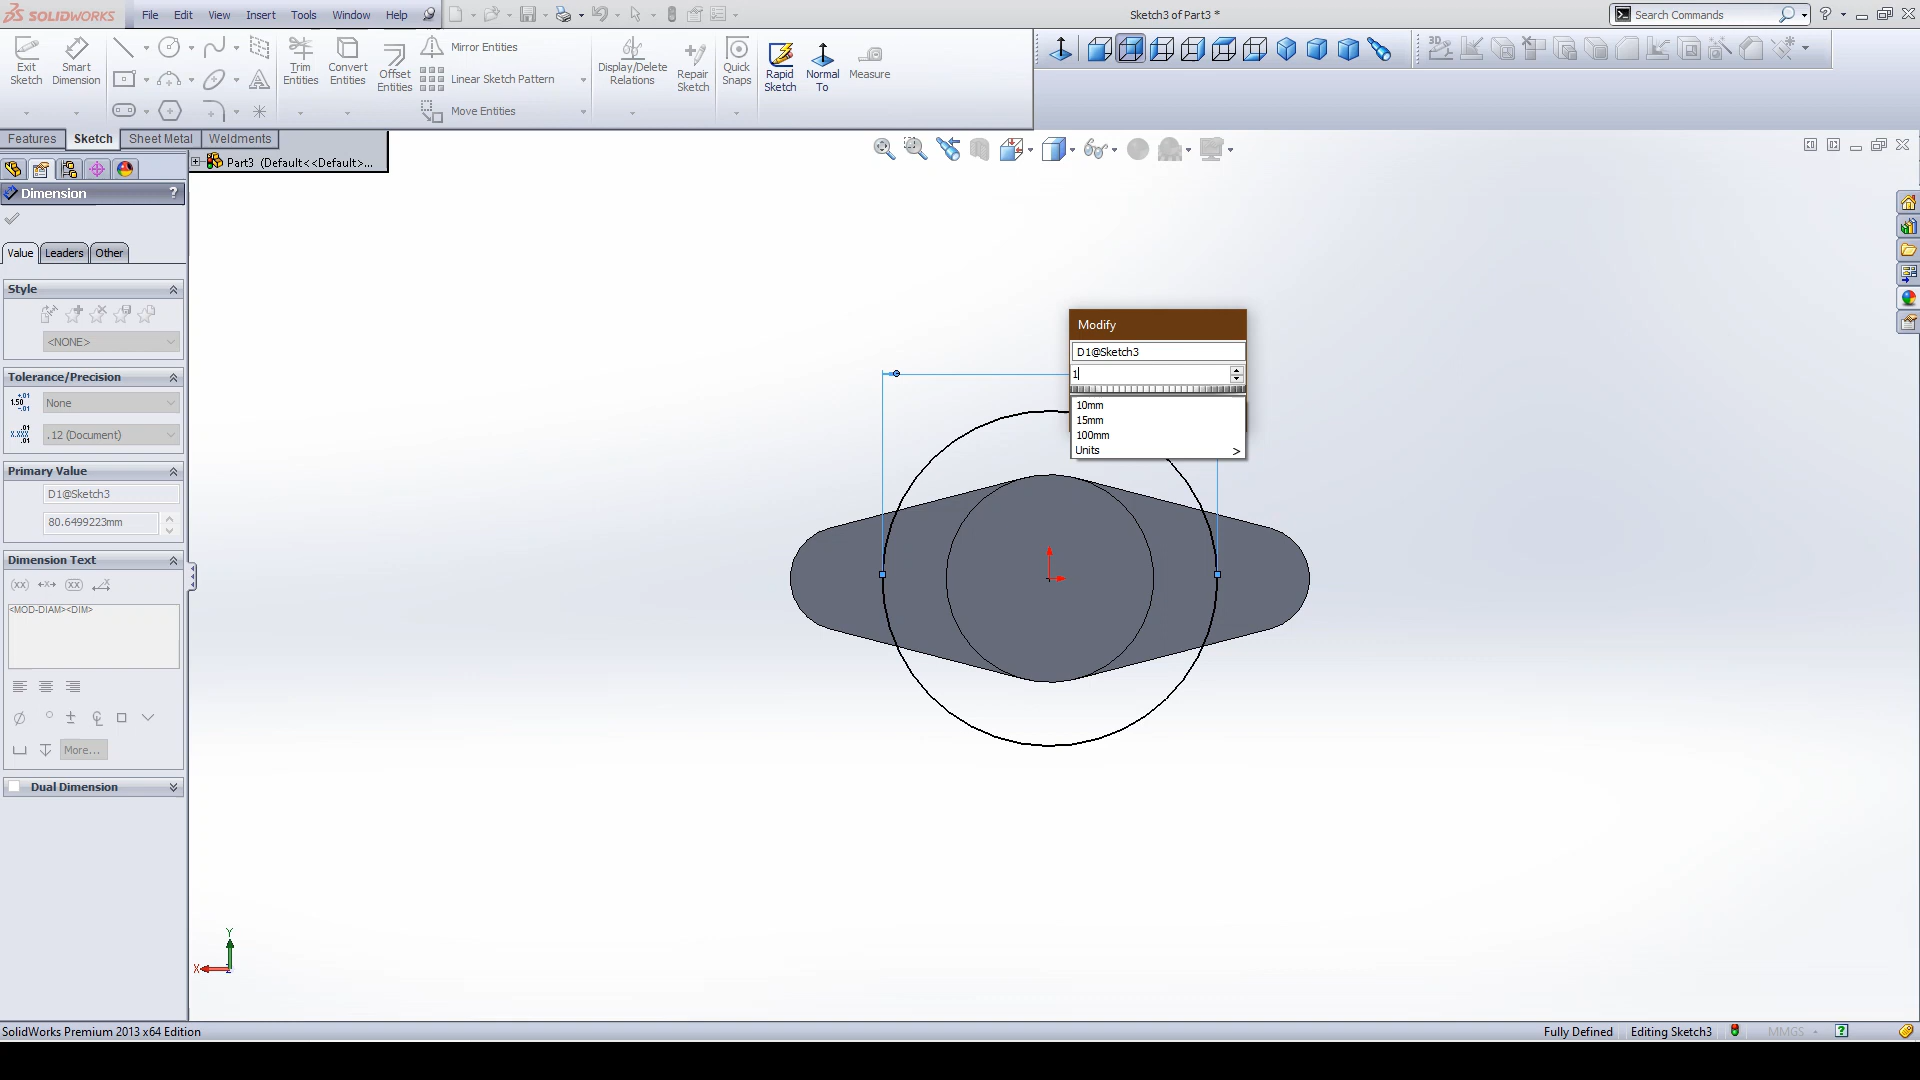 SOLIDWORKS
File Edit View Insert Tools Window Help
Sketch3 of Part3 *
Search Commands
Exit Sketch
Smart Dimension
Trim Entities
Convert Entities
Offset Entities
Mirror Entities
Linear Sketch Pattern
Move Entities
Display/Delete Relations
Repair Sketch
Quick Snaps
Rapid Sketch
Normal To
Measure
Features Sketch Sheet Metal Weldments
Part3 (Default<<Default>...
Dimension ?
Value Leaders Other
Style
<NONE>
Tolerance/Precision
None
.12 (Document)
Primary Value
D1@Sketch3
80.6499223mm
Dimension Text
<MOD-DIAM><DIM>
More...
Dual Dimension
Modify
D1@Sketch3
1
10mm
15mm
100mm
Units >
Y
X
SolidWorks Premium 2013 x64 Edition
Fully Defined Editing Sketch3 MMGS